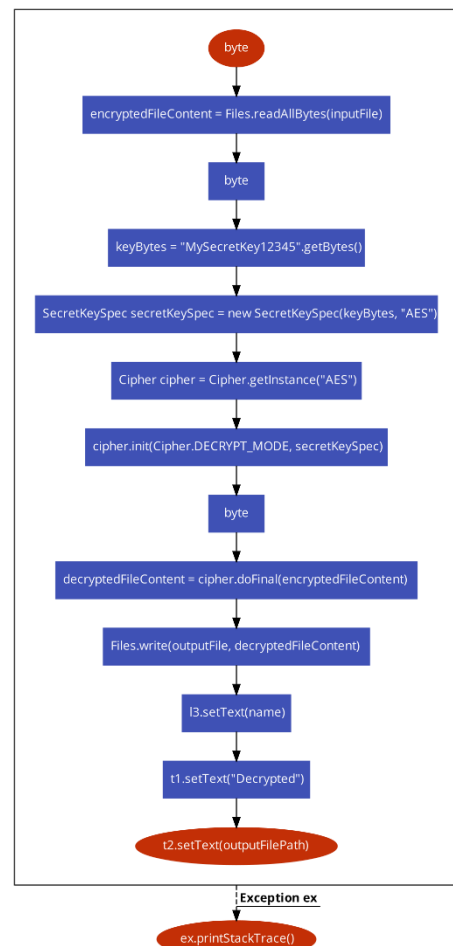 byte
encryptedFileContent = Files.readAllBytes(inputFile)
byte
keyBytes = "MySecretKey12345".getBytes()
SecretKeySpec secretKeySpec = new SecretKeySpec(keyBytes, "AES")
Cipher cipher = Cipher.getInstance("AES")
cipher.init(Cipher.DECRYPT_MODE, secretKeySpec)
byte
decryptedFileContent = cipher.doFinal(encryptedFileContent)
Files.write(outputFile, decryptedFileContent)
l3.setText(name)
t1.setText("Decrypted")
t2.setText(outputFilePath)
Exception ex
ex.printStackTrace()